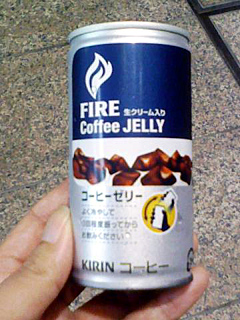 FIRE
生クリーム入り
Coffee JELLY
コーヒーゼリー
よく冷やして
10回程度振ってから
お飲みください
KIRIN コーヒー